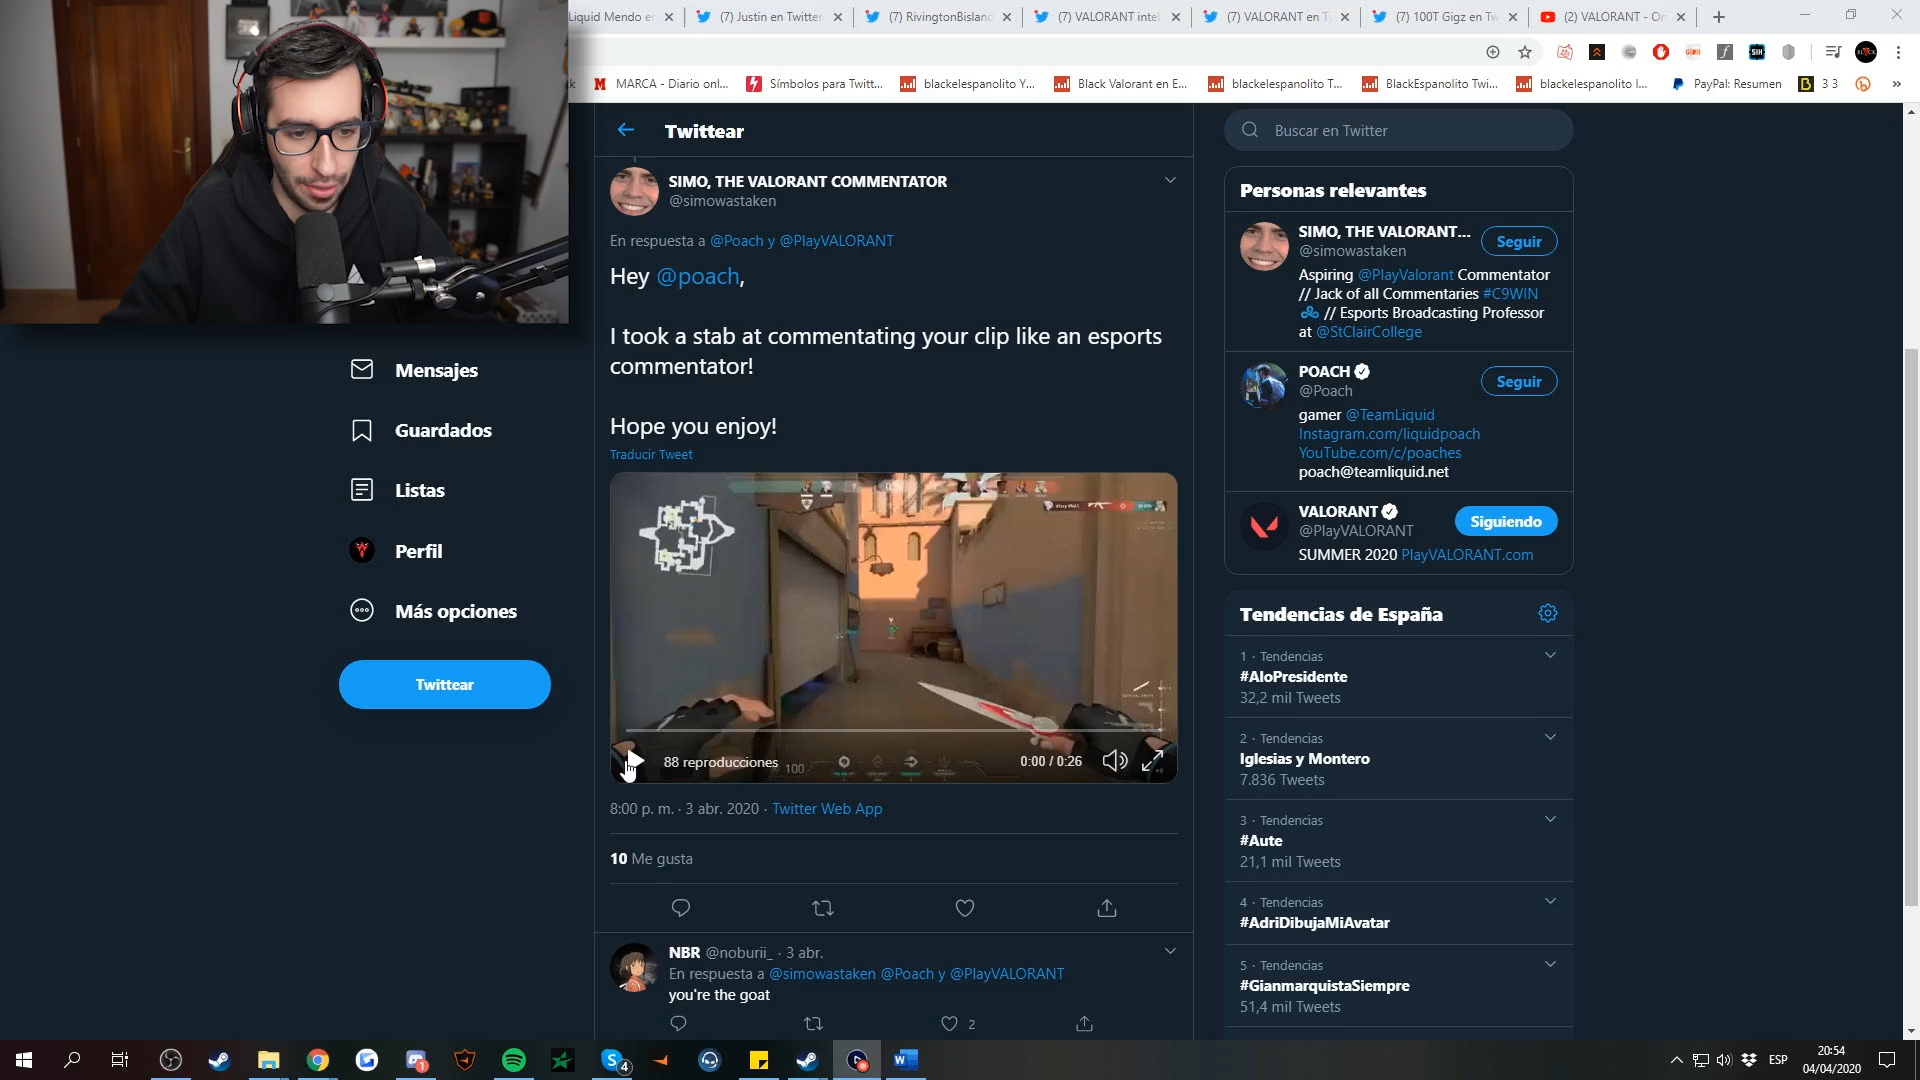 Liquid Mendo e
(7) Justin en Twitter
(7) RivingtonBisland
(7) VALORANT intel
(7) VALORANT en T
(7) 100T Gigz en Tw
(2) VALORANT - On
MARCA - Diario onl...
Símbolos para Twitt...
blackelespanolito Y...
Black Valorant en E...
blackelespanolito T...
BlackEspanolito Twi...
blackelespanolito I...
PayPal: Resumen
3 3
Twittear
Buscar en Twitter
SIMO, THE VALORANT COMMENTATOR
@simowastaken
En respuesta a @Poach y @PlayVALORANT
Hey @poach,
I took a stab at commentating your clip like an esports
commentator!
Hope you enjoy!
Traducir Tweet
88 reproducciones
100
0:00 / 0:26
8:00 p. m. · 3 abr. 2020 · Twitter Web App
10 Me gusta
NBR @noburii_ · 3 abr.
En respuesta a @simowastaken @Poach y @PlayVALORANT
you're the goat
2
Mensajes
Guardados
Listas
Perfil
Más opciones
Twittear
Personas relevantes
SIMO, THE VALORANT...
@simowastaken
Seguir
Aspiring @PlayValorant Commentator
// Jack of all Commentaries #C9WIN
// Esports Broadcasting Professor
at @StClairCollege
POACH
@Poach
Seguir
gamer @TeamLiquid
Instagram.com/liquidpoach
YouTube.com/c/poaches
poach@teamliquid.net
VALORANT
@PlayVALORANT
Siguiendo
SUMMER 2020 PlayVALORANT.com
Tendencias de España
1 · Tendencias
#AloPresidente
32,2 mil Tweets
2 · Tendencias
Iglesias y Montero
7.836 Tweets
3 · Tendencias
#Aute
21,1 mil Tweets
4 · Tendencias
#AdriDibujaMiAvatar
5 · Tendencias
#GianmarquistaSiempre
51,4 mil Tweets
ESP
20:54
04/04/2020